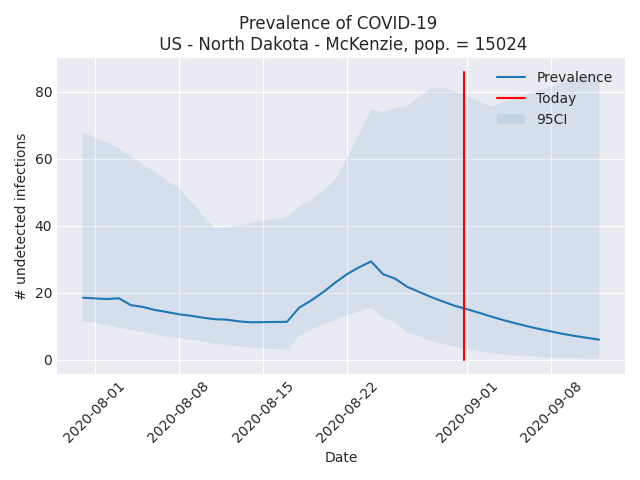 Prevalence of COVID-19
US - North Dakota - McKenzie, pop. = 15024
Prevalence
Today
95CI
# undetected infections
80
60
40
20
0
2020-08-01
2020-08-08
2020-08-15
2020-08-22
2020-09-01
2020-09-08
Date